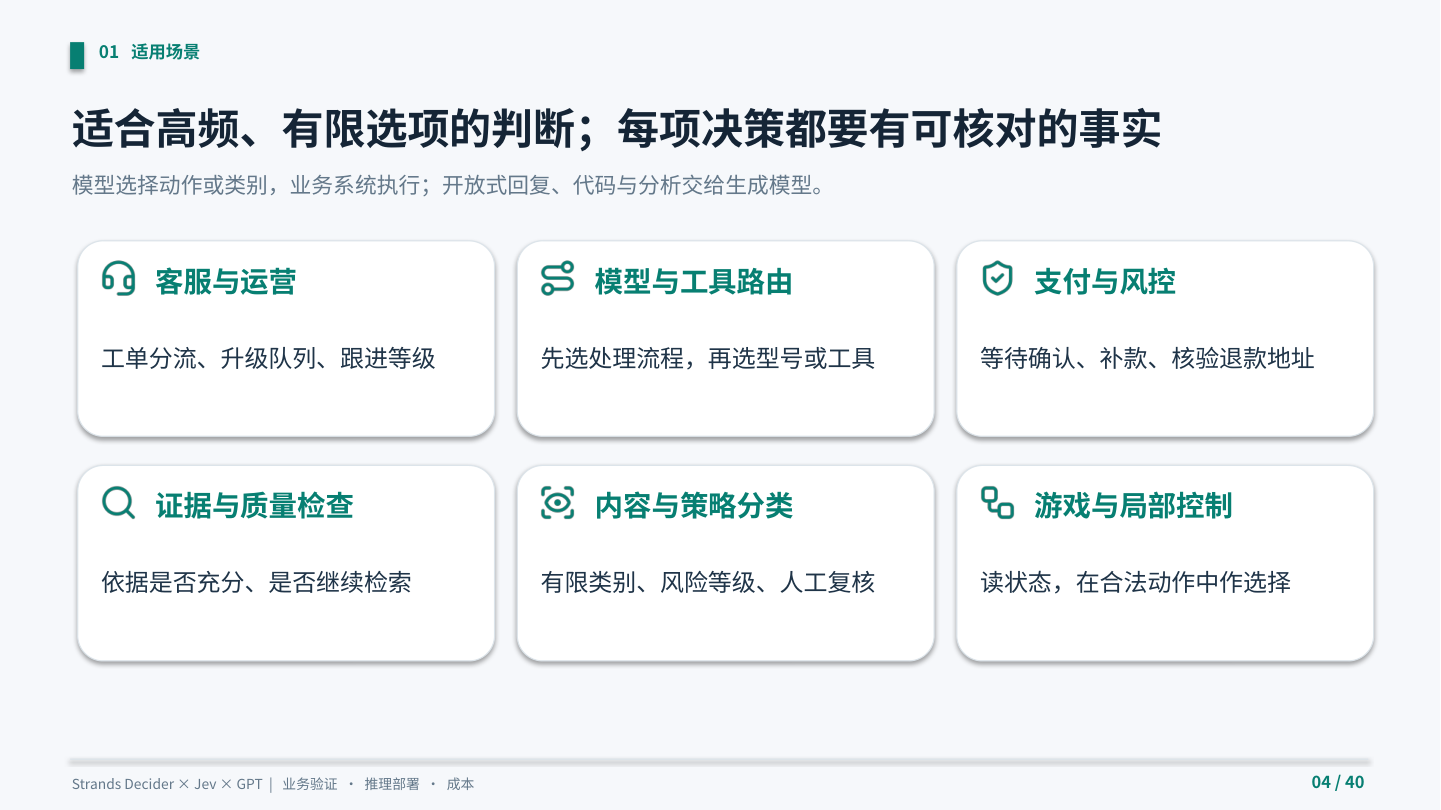 01 适用场景
适合高频、有限选项的判断；每项决策都要有可核对的事实
模型选择动作或类别，业务系统执行；开放式回复、代码与分析交给生成模型。
客服与运营
工单分流、升级队列、跟进等级
模型与工具路由
先选处理流程，再选型号或工具
支付与风控
等待确认、补款、核验退款地址
证据与质量检查
依据是否充分、是否继续检索
内容与策略分类
有限类别、风险等级、人工复核
游戏与局部控制
读状态，在合法动作中作选择
Strands Decider × Jev × GPT | 业务验证 · 推理部署 · 成本
04 / 40